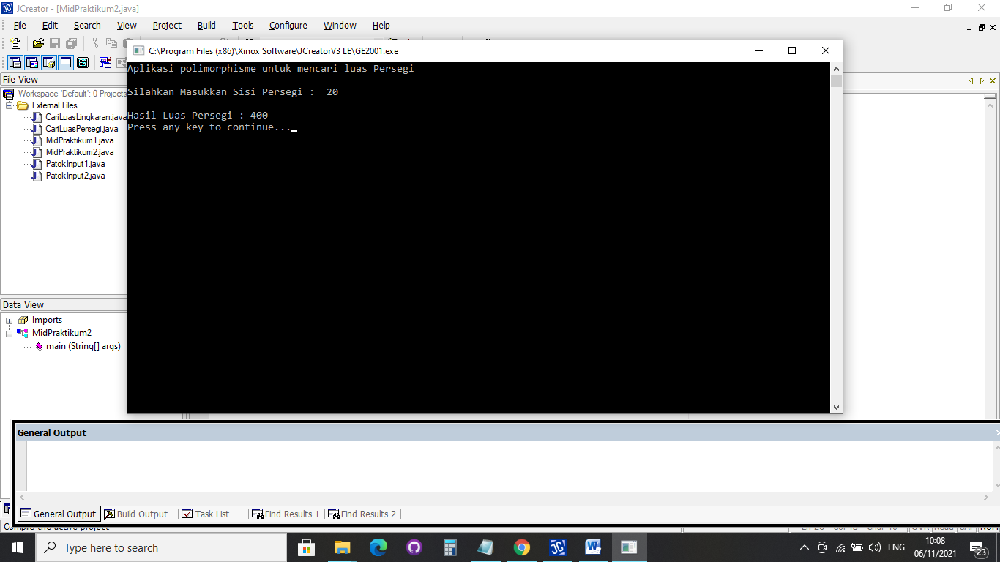 JCreator - [MidPraktikum2.java]
File Edit Search View Project Build Tools Configure Window Help
C:\Program Files (x86)\Xinox Software\JCreatorV3 LE\GE2001.exe
Aplikasi polimorphisme untuk mencari luas Persegi
Silahkan Masukkan Sisi Persegi : 20
Hasil Luas Persegi : 400
Press any key to continue...
File View
Workspace 'Default': 0 Projects
External Files
CariLuasLingkaran.java
CariLuasPersegi.java
MidPraktikum1.java
MidPraktikum2.java
PatokInput1.java
PatokInput2.java
Data View
Imports
MidPraktikum2
main (String[] args)
General Output
General Output Build Output Task List Find Results 1 Find Results 2
Compile the active project
Type here to search
ENG
10:08
06/11/2021
23